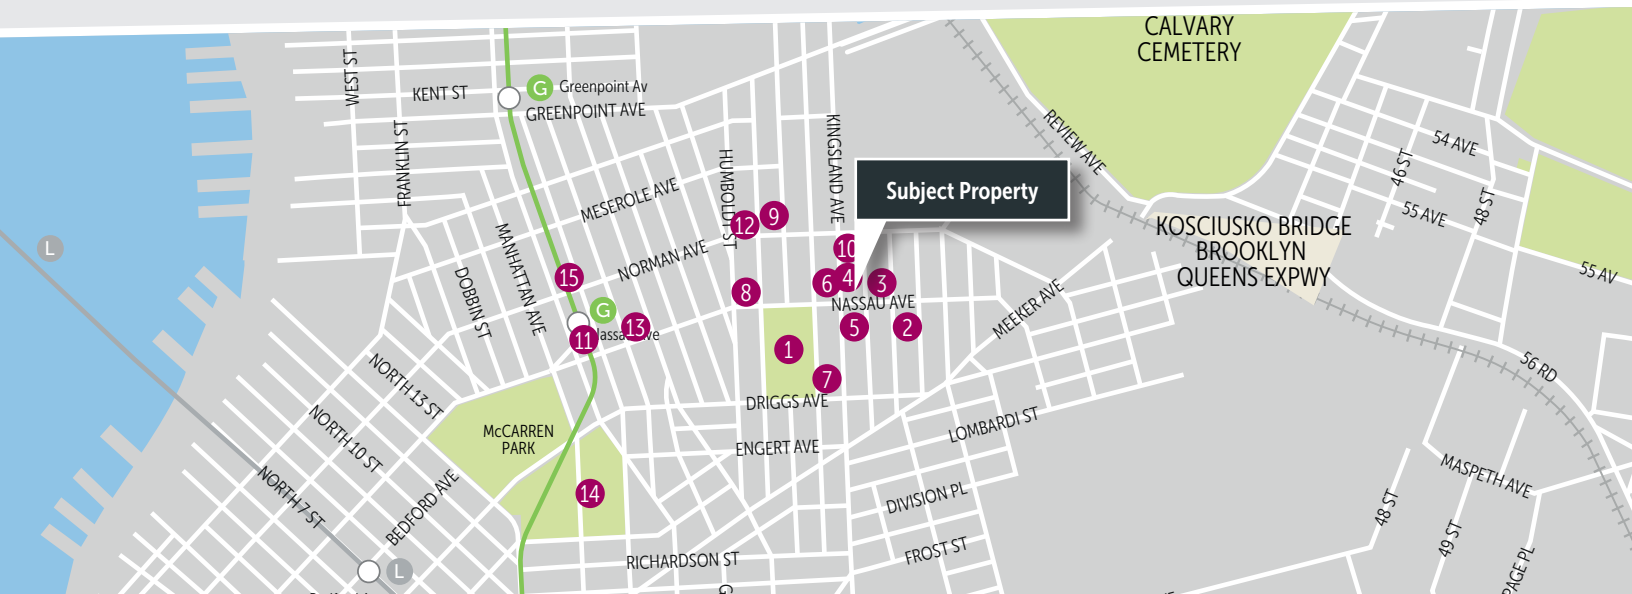 CALVARY
CEMETERY
WEST ST
KENT ST
G
Greenpoint Av
GREENPOINT AVE
FRANKLIN ST
KINGSLAND AVE
REVIEW AVE
54 AVE
46 ST
48 ST
55 AVE
HUMBOLDT ST
Subject Property
MESEROLE AVE
12
9
KOSCIUSKO BRIDGE
BROOKLYN
QUEENS EXPWY
L
MANHATTAN AVE
NORMAN AVE
10
15
DOBBIN ST
8
6
4
3
55 AV
NASSAU AVE
MEEKER AVE
G
13
11
5
2
1
7
56 RD
NORTH 13 ST
DRIGGS AVE
NORTH 10 ST
McCARREN
PARK
ENGERT AVE
LOMBARDI ST
NORTH 7 ST
BEDFORD AVE
14
DIVISION PL
MASPETH AVE
48 ST
49 ST
FROST ST
RICHARDSON ST
L
PAGE PL
G